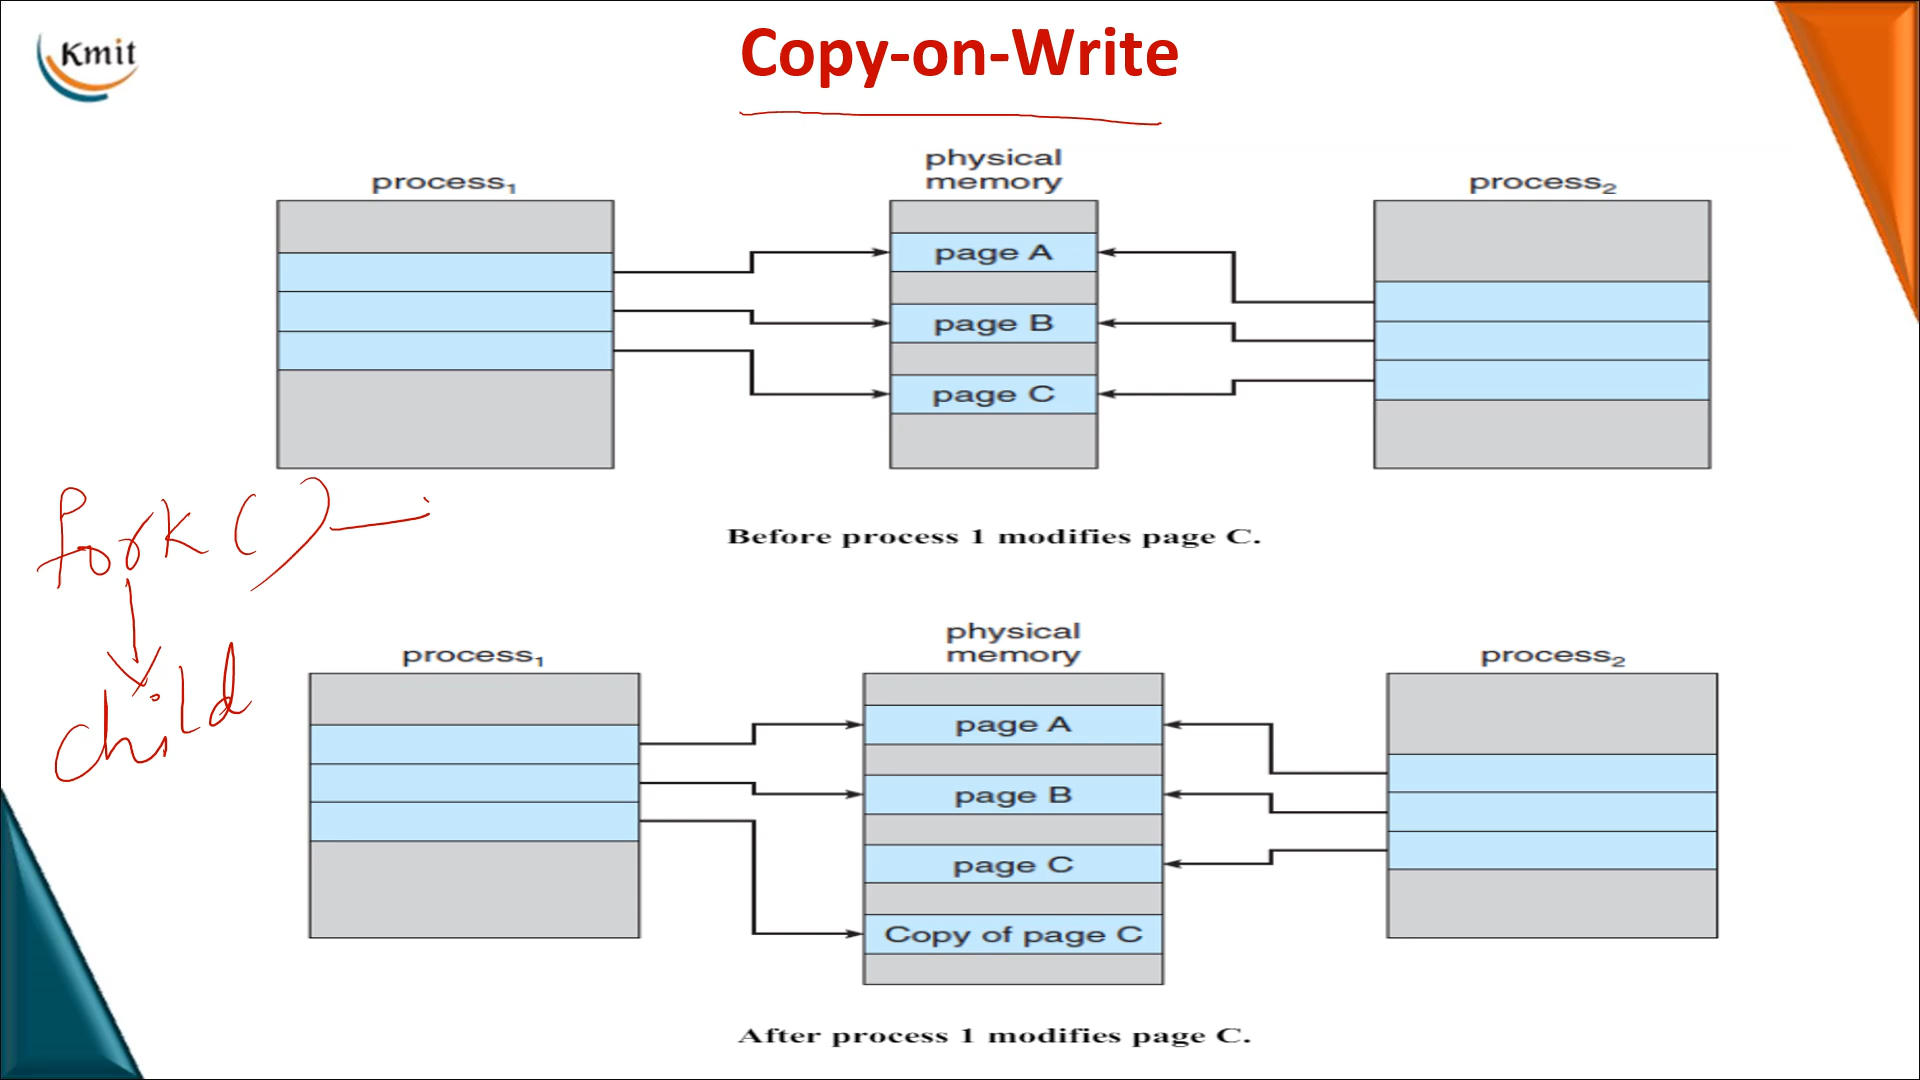 Kmit
Copy-on-Write
process₁
physical
memory
process₂
page A
page B
page C
fork ( )
child
Before process 1 modifies page C.
process₁
physical
memory
process₂
page A
page B
page C
Copy of page C
After process 1 modifies page C.